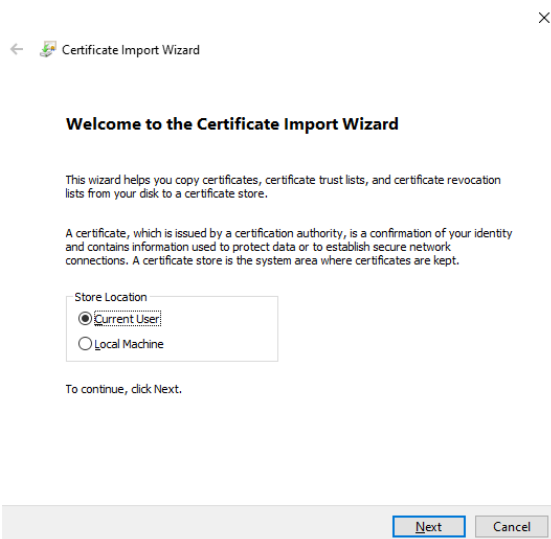 Certificate Import Wizard
Welcome to the Certificate Import Wizard
This wizard helps you copy certificates, certificate trust lists, and certificate revocation
lists from your disk to a certificate store.
A certificate, which is issued by a certification authority, is a confirmation of your identity
and contains information used to protect data or to establish secure network
connections. A certificate store is the system area where certificates are kept.
Store Location
Current User
Local Machine
To continue, click Next.
Next
Cancel